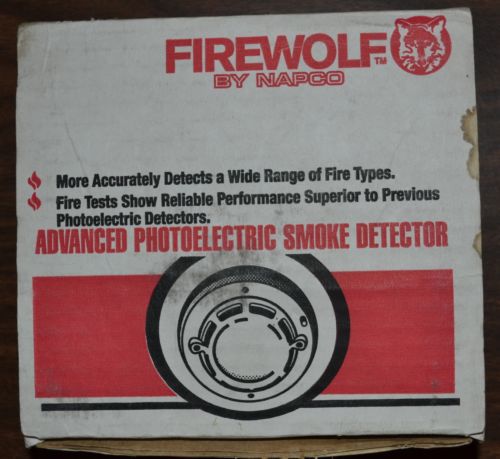 FIREWOLF™
BY NAPCO
More Accurately Detects a Wide Range of Fire Types.
Fire Tests Show Reliable Performance Superior to Previous
Photoelectric Detectors.
ADVANCED PHOTOELECTRIC SMOKE DETECTOR